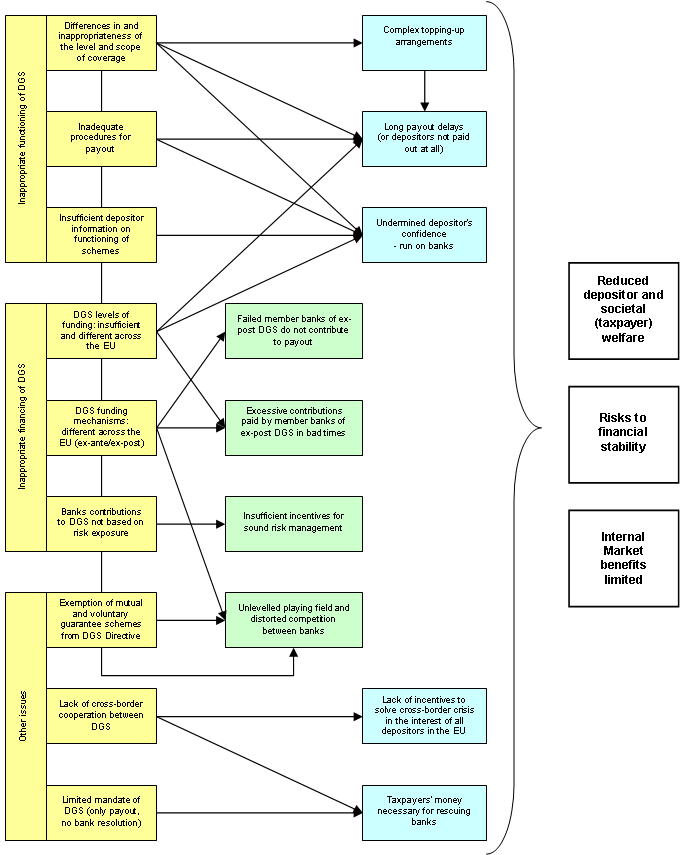 Inappropriate functioning of DGS
Differences in and
inappropriateness of
the level and scope
of coverage
Inadequate
procedures for
payout
Insufficient depositor
information on
functioning of
schemes
Complex topping-up
arrangements
Long payout delays
(or depositors not paid
out at all)
Undermined depositor's
confidence
- run on banks
Inappropriate financing of DGS
DGS levels of
funding: insufficient
and different across
the EU
DGS funding
mechanisms:
different across the
EU (ex-ante/ex-post)
Banks contributions
to DGS not based on
risk exposure
Failed member banks of ex-
post DGS do not contribute
to payout
Excessive contributions
paid by member banks of
ex-post DGS in bad times
Insufficient incentives for
sound risk management
Other issues
Exemption of mutual
and voluntary
guarantee schemes
from DGS Directive
Unlevelled playing field and
distorted competition
between banks
Lack of cross-border
cooperation between
DGS
Lack of incentives to
solve cross-border crisis
in the interest of all
depositors in the EU
Limited mandate of
DGS (only payout,
no bank resolution)
Taxpayers' money
necessary for rescuing
banks
Reduced
depositor and
societal
(taxpayer)
welfare
Risks to
financial
stability
Internal
Market
benefits
limited